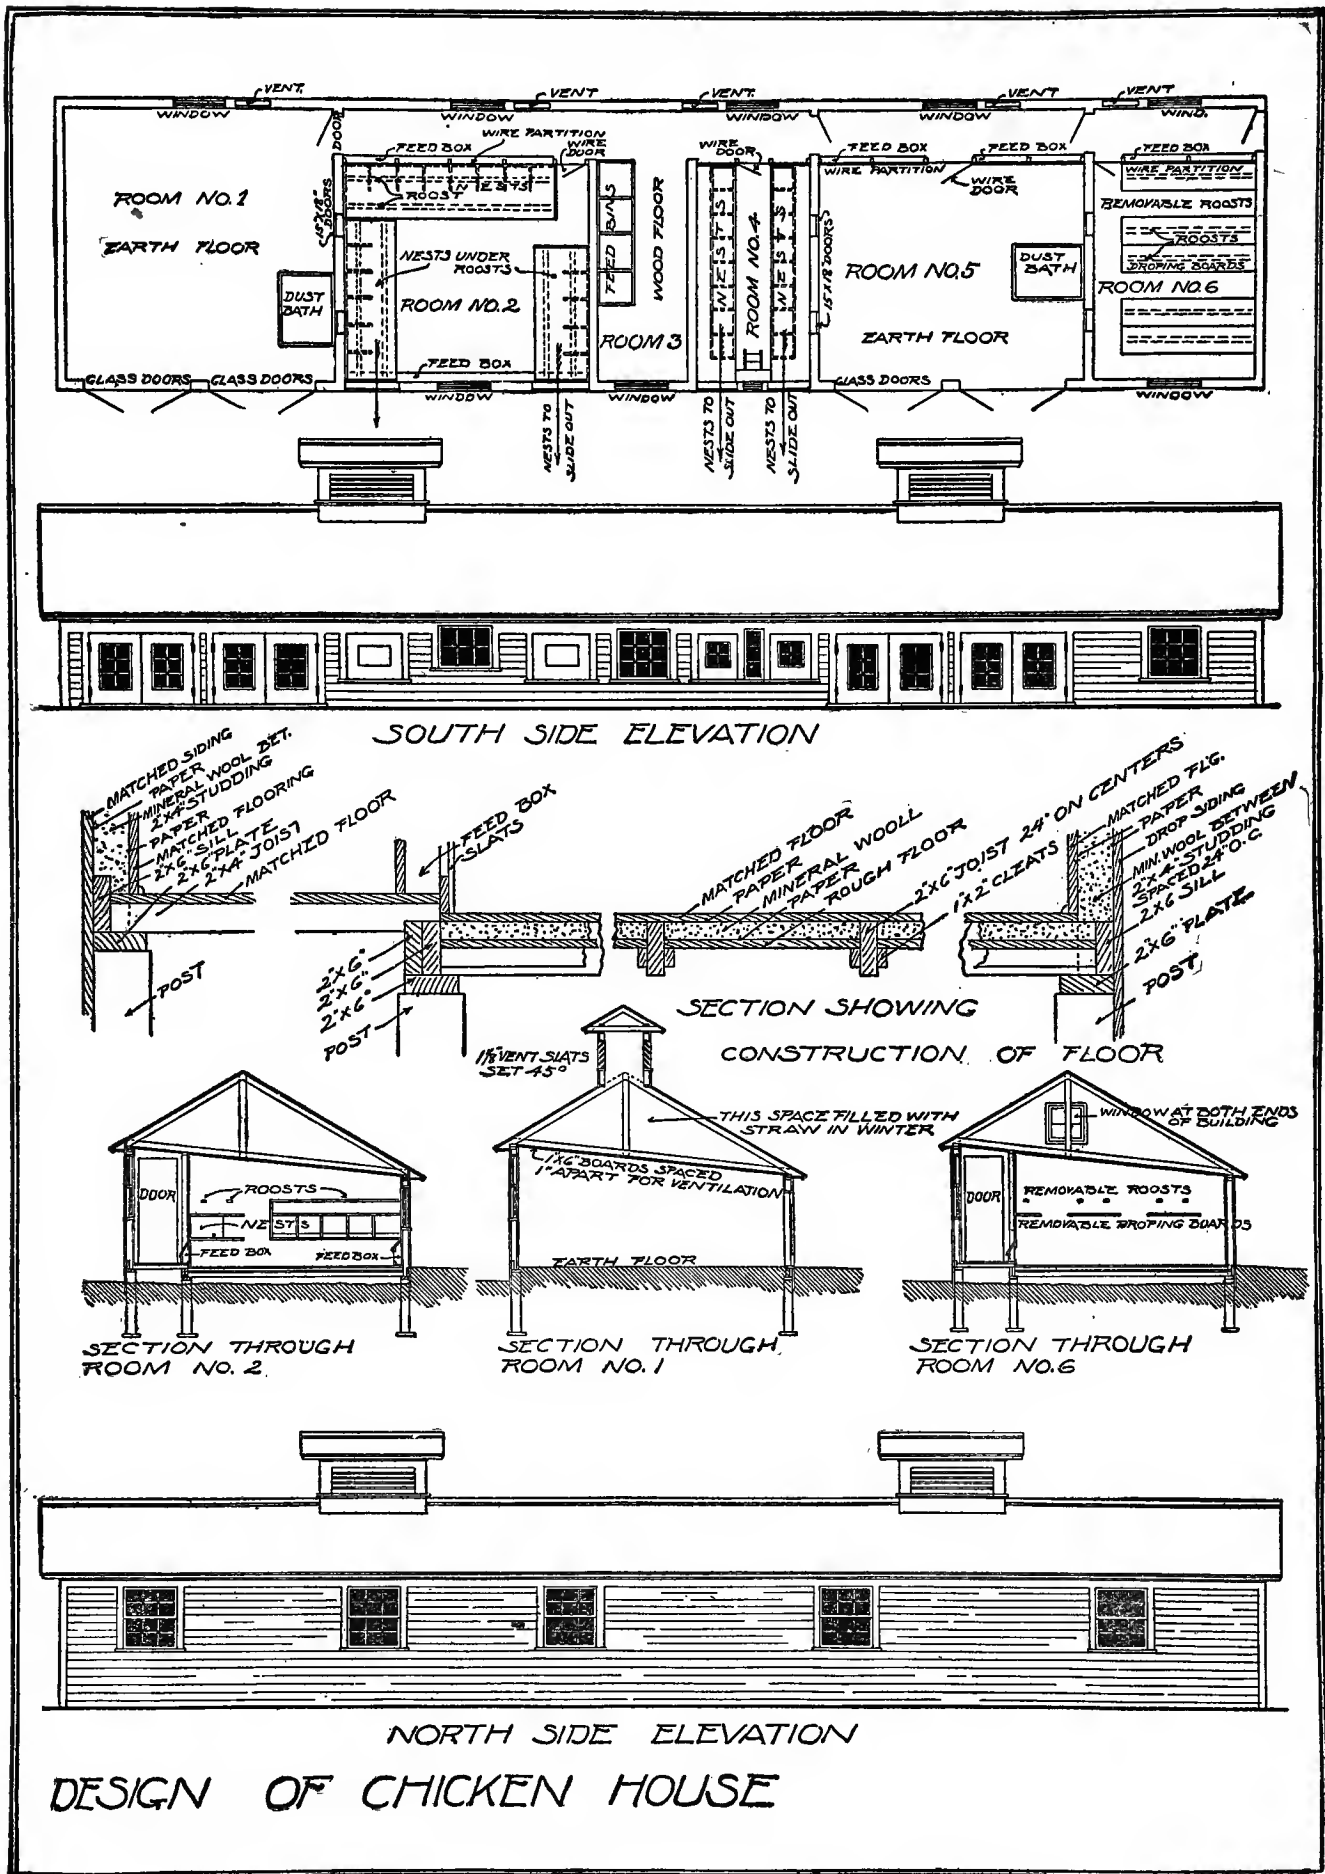 VENT.
VENT
VENT
VENT
VENT
WINDOW
WINDOW
WINDOW
WINDOW
WIND.
DOOR
FEED BOX
WIRE PARTITION
WIRE DOOR
WIRE DOOR
FEED BOX
FEED BOX
FEED BOX
WIRE PARTITION
WIRE DOOR
WIRE PARTITION
ROOM NO. 1
EARTH FLOOR
15"X18" DOORS
NESTS
ROOST
NESTS UNDER
ROOSTS
ROOM NO. 2
DUST
BATH
FEED BINS
WOOD FLOOR
ROOM 3
NESTS
ROOM NO. 4
NESTS
15"X18" DOORS
ROOM NO. 5
EARTH FLOOR
DUST
BATH
REMOVABLE ROOSTS
ROOSTS
DROPING BOARDS
ROOM NO. 6
GLASS DOORS
GLASS DOORS
FEED BOX
WINDOW
WINDOW
GLASS DOORS
WINDOW
NESTS TO
SLIDE OUT
NESTS TO
SLIDE OUT
NESTS TO
SLIDE OUT
SOUTH SIDE ELEVATION
MATCHED SIDING
PAPER
MINERAL WOOL BET.
2"X4" STUDDING
PAPER
MATCHED FLOORING
2"X6" SILL
2"X6" PLATE
2"X4" JOIST
MATCHED FLOOR
POST
FEED BOX
SLATS
2"X6"
2"X6"
2"X6"
POST
MATCHED FLOOR
PAPER
MINERAL WOOLL
PAPER
ROUGH FLOOR
2"X6" JOIST 24" ON CENTERS
1"X2" CLEATS
MATCHED FL'G.
PAPER
DROP SIDING
MIN. WOOL BETWEEN
2"X4" STUDDING
SPACED 24" O.C.
2X6 SILL
2"X6" PLATE
POST
SECTION SHOWING
CONSTRUCTION OF FLOOR
1⅛" VENT SLATS
SET 45°
DOOR
ROOSTS
NESTS
FEED BOX
FEED BOX
THIS SPACE FILLED WITH
STRAW IN WINTER
1"X6" BOARDS SPACED
1" APART FOR VENTILATION
EARTH FLOOR
WINDOW AT BOTH ENDS
OF BUILDING
DOOR
REMOVABLE ROOSTS
REMOVABLE DROPING BOARDS
SECTION THROUGH
ROOM NO. 2
SECTION THROUGH
ROOM NO. 1
SECTION THROUGH
ROOM NO. 6
NORTH SIDE ELEVATION
DESIGN OF CHICKEN HOUSE